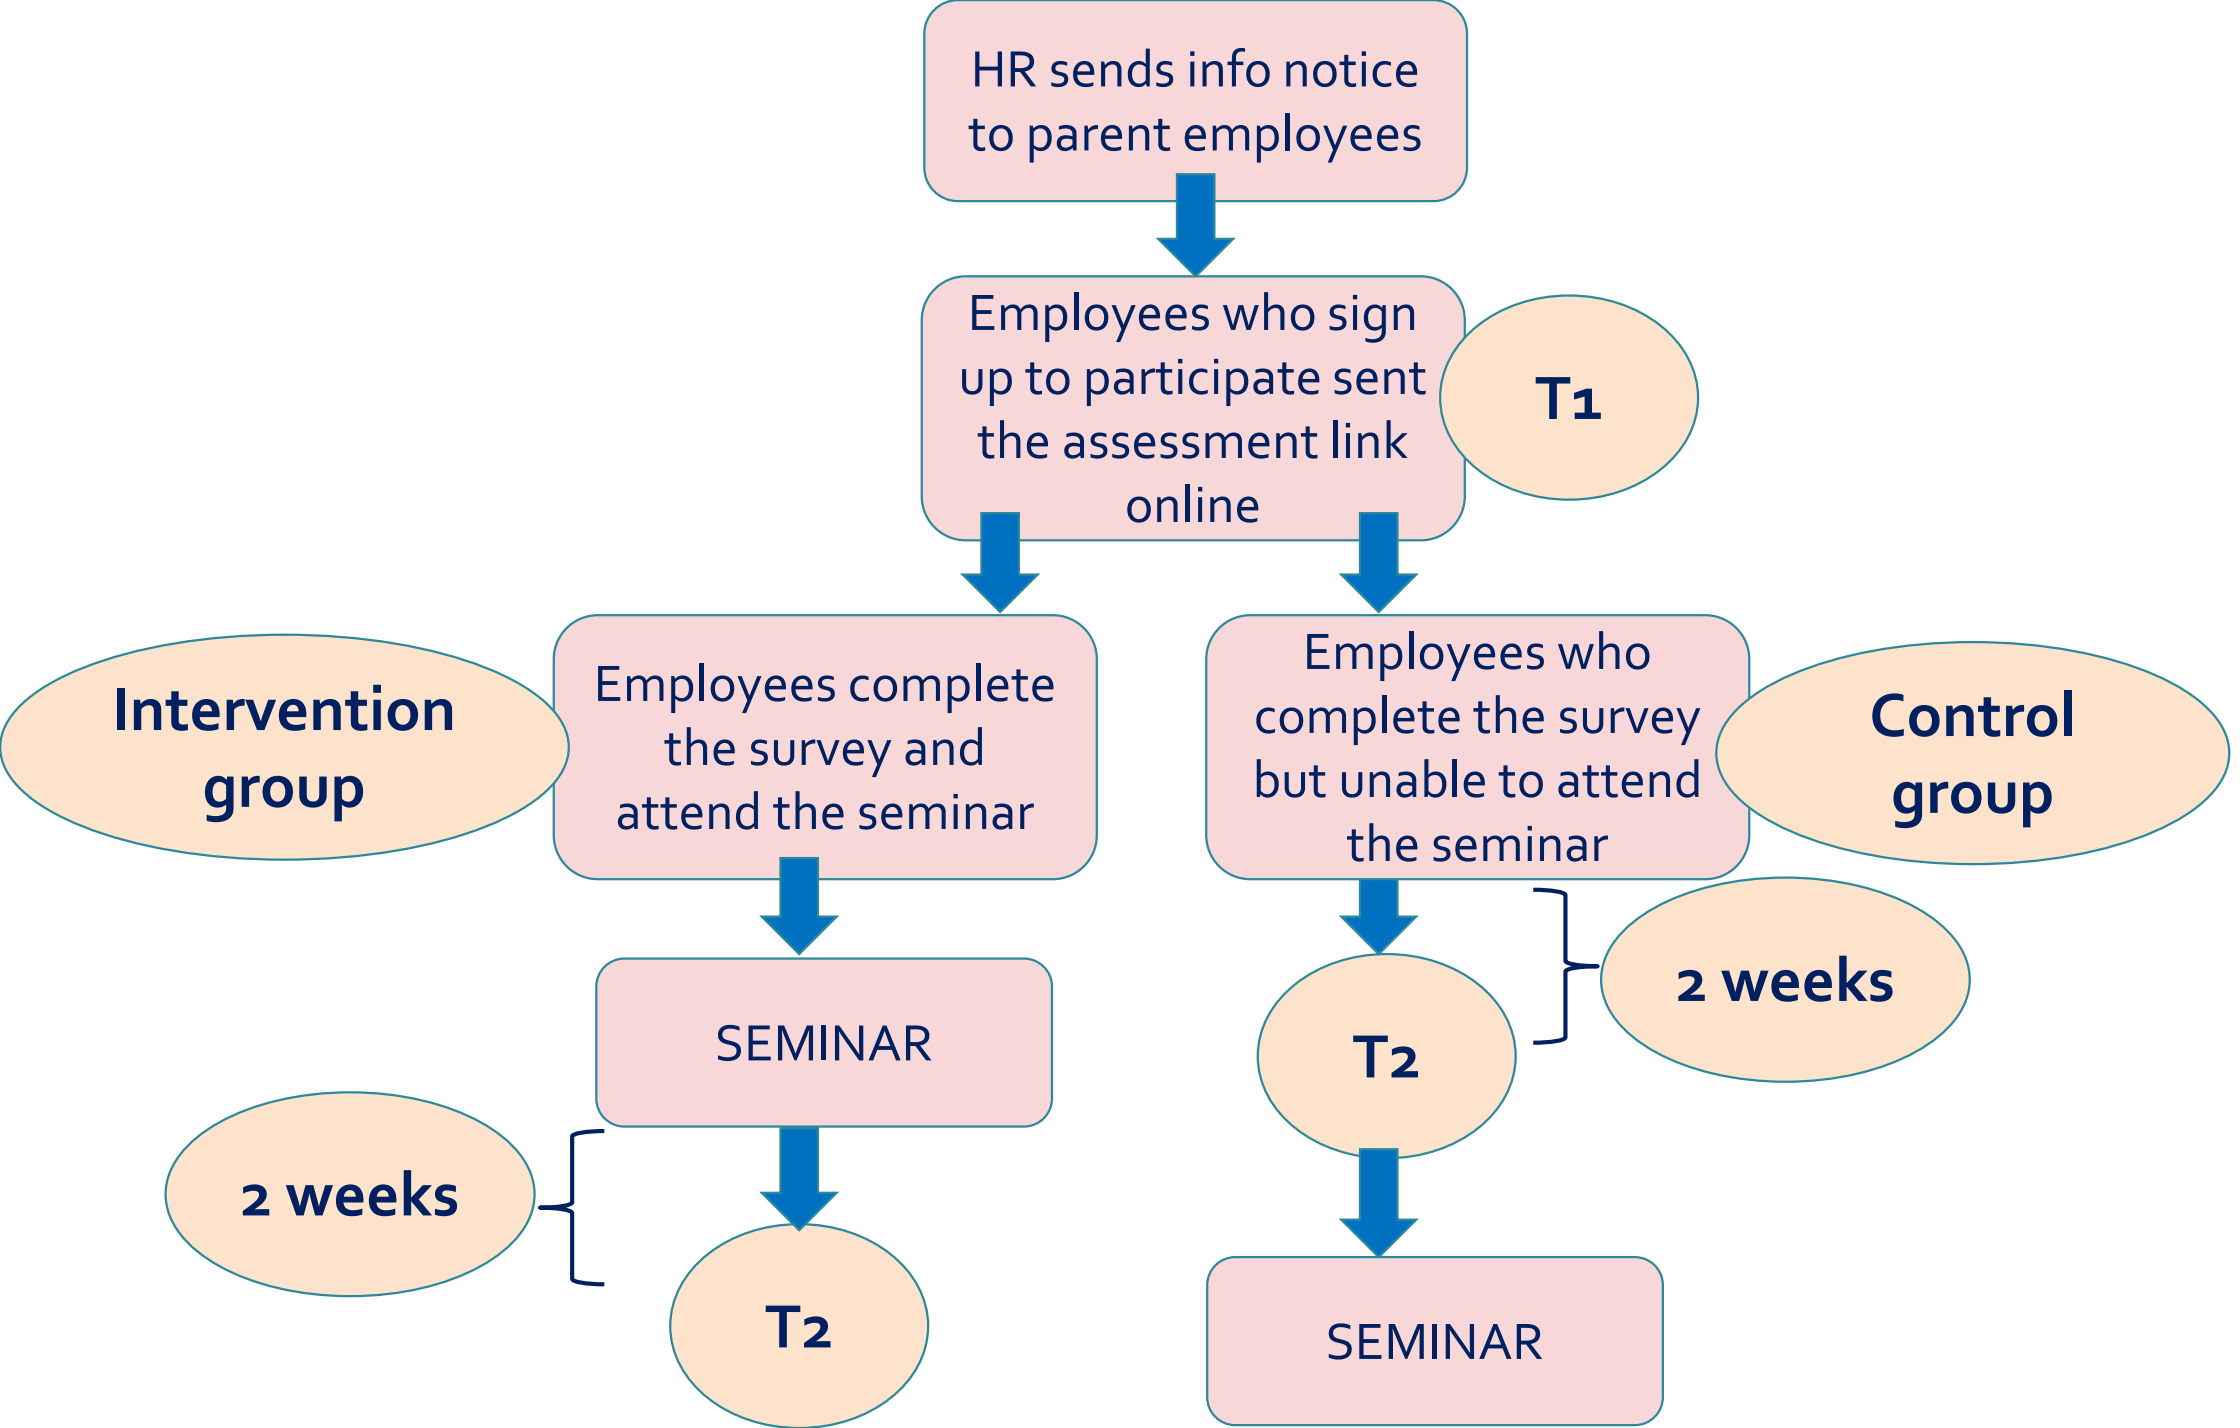 HR sends info notice
to parent employees
Employees who sign
up to participate sent
the assessment link
online
T1
Intervention
group
Employees complete
the survey and
attend the seminar
Employees who
complete the survey
but unable to attend
the seminar
Control
group
SEMINAR
2 weeks
T2
2 weeks
T2
SEMINAR